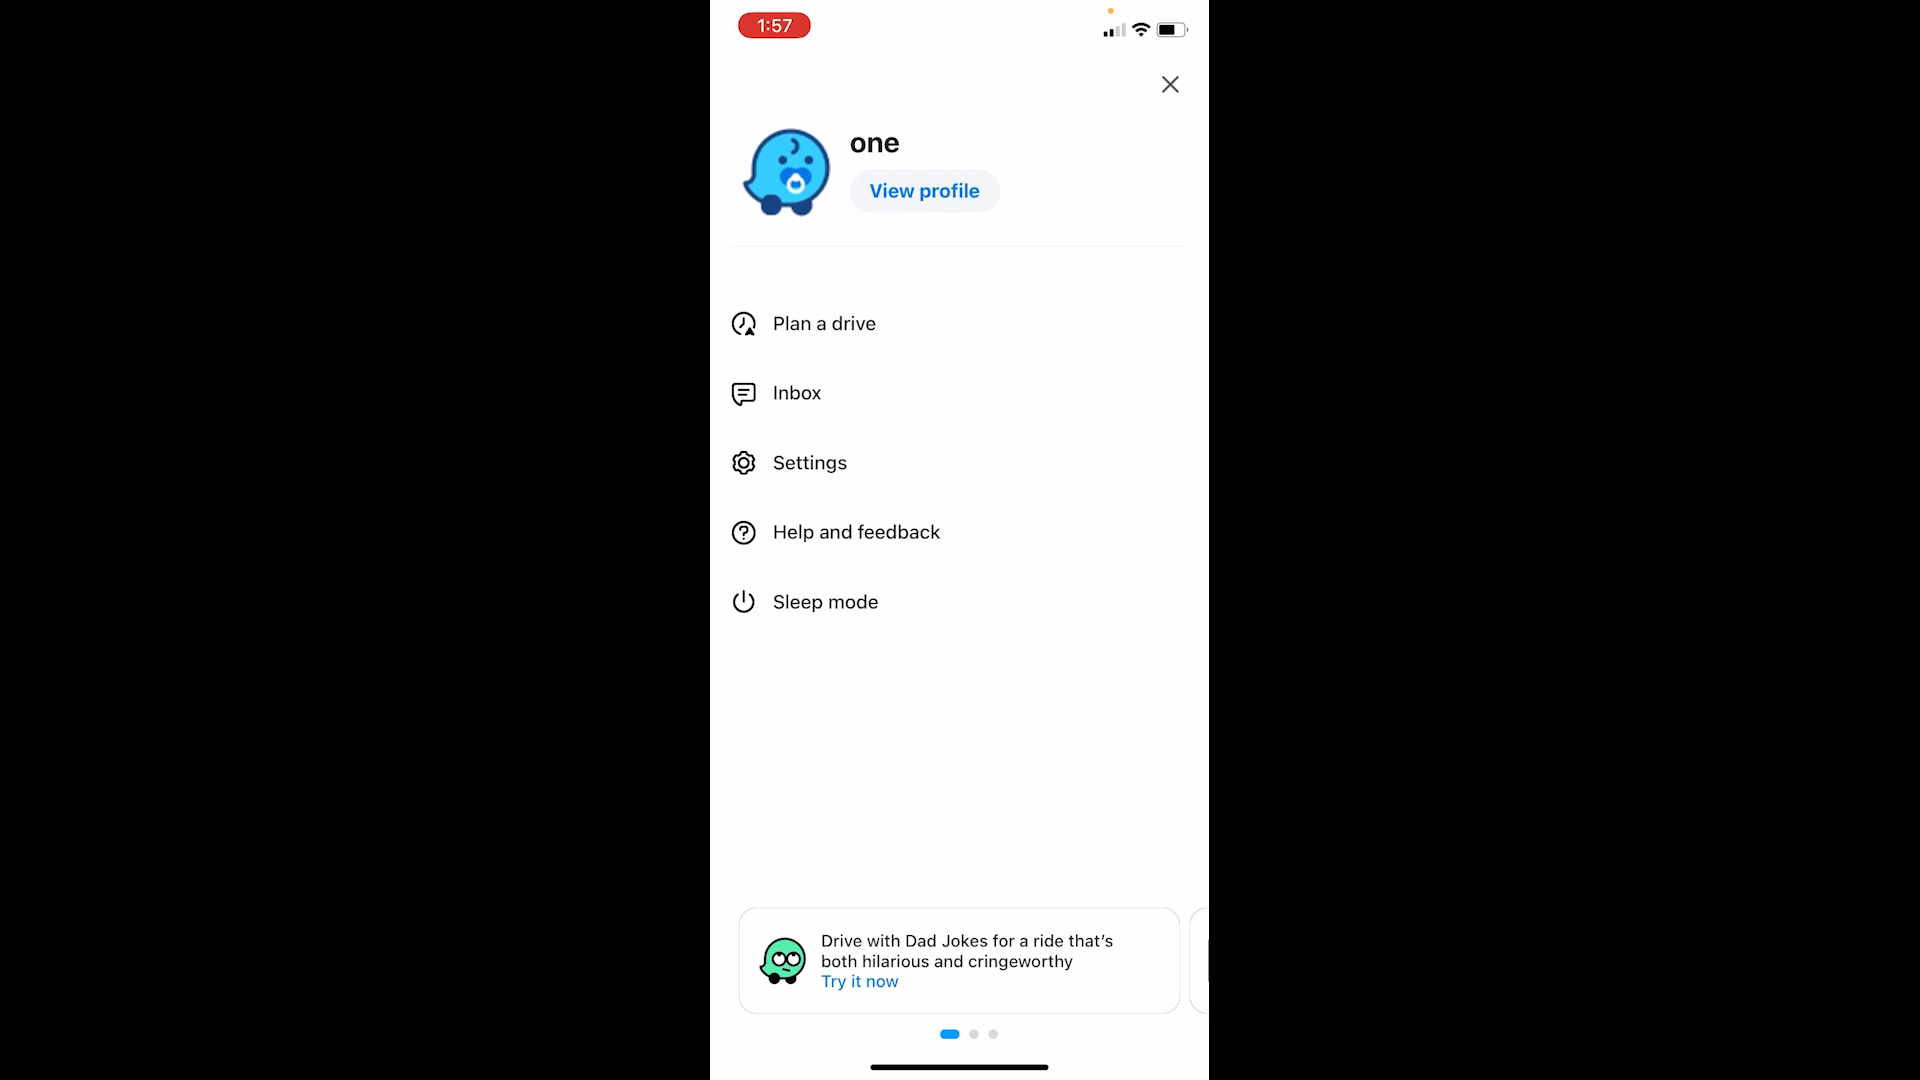 1:57
one
View profile
Plan a drive
Inbox
Settings
Help and feedback
Sleep mode
Drive with Dad Jokes for a ride that's
both hilarious and cringeworthy
Try it now